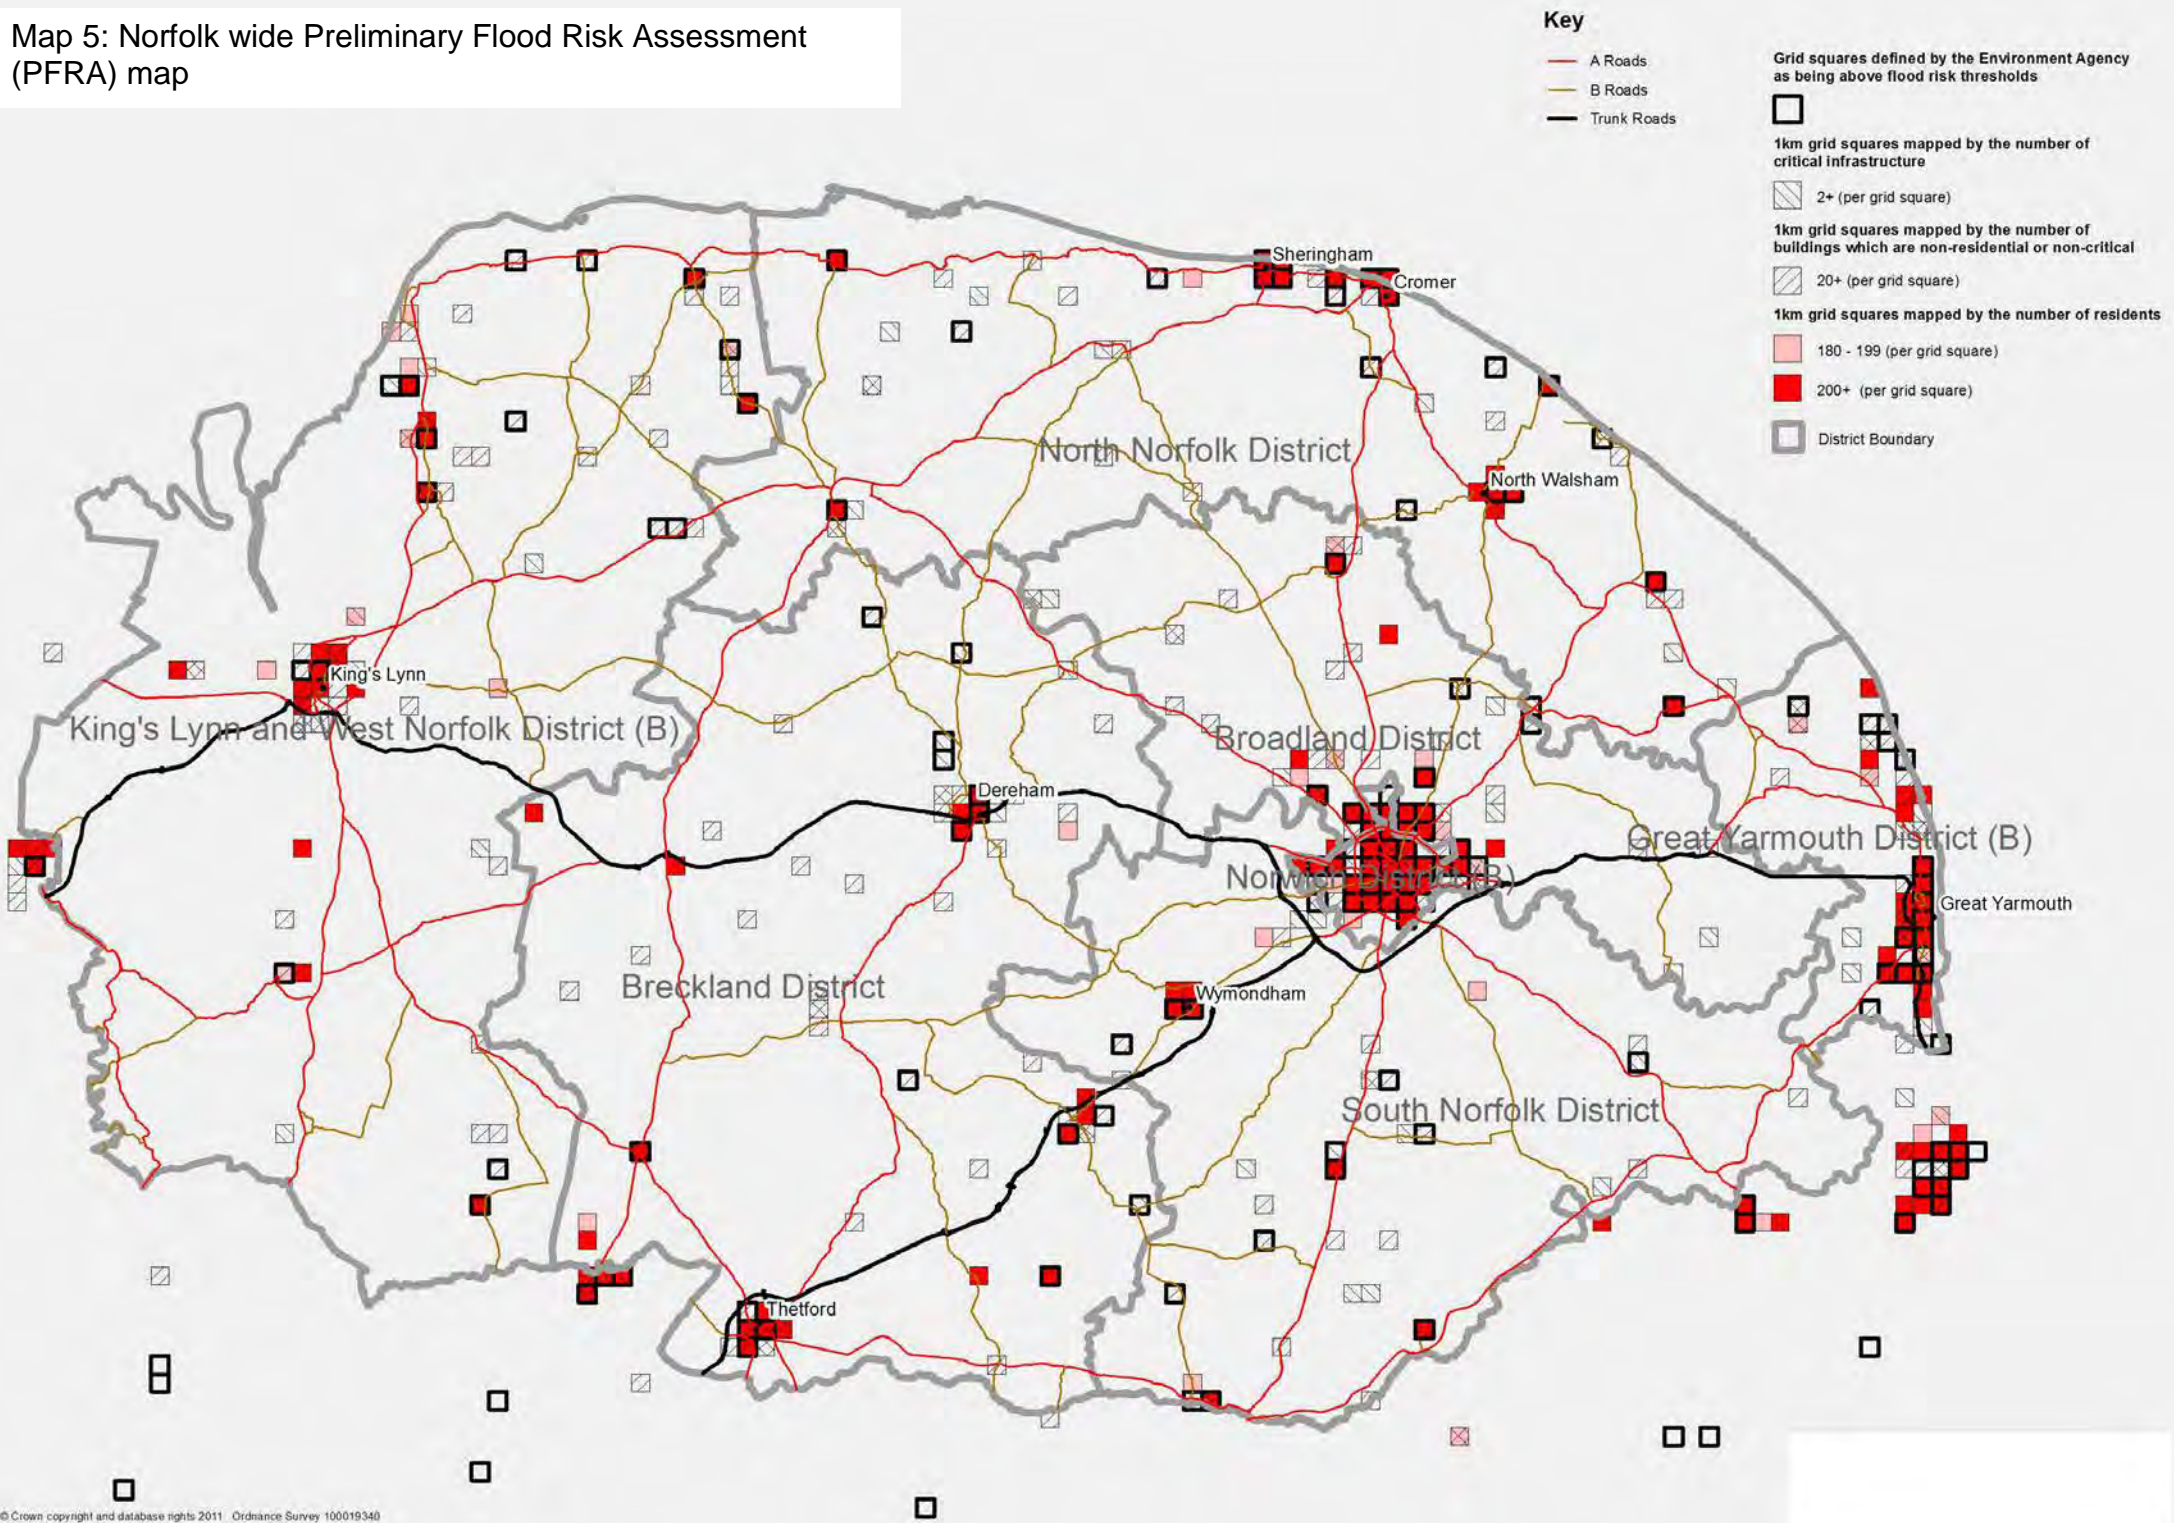 Map 5: Norfolk wide Preliminary Flood Risk Assessment
(PFRA) map
Key
A Roads
B Roads
Trunk Roads
Grid squares defined by the Environment Agency
as being above flood risk thresholds
1km grid squares mapped by the number of
critical infrastructure
2+ (per grid square)
1km grid squares mapped by the number of
buildings which are non-residential or non-critical
20+ (per grid square)
1km grid squares mapped by the number of residents
180 - 199 (per grid square)
200+ (per grid square)
District Boundary
Sheringham
Cromer
North Norfolk District
North Walsham
King's Lynn
King's Lynn and West Norfolk District (B)
Broadland District
Dereham
Great Yarmouth District (B)
Norwich District (B)
Great Yarmouth
Breckland District
Wymondham
South Norfolk District
Thetford
© Crown copyright and database rights 2011 Ordnance Survey 100019340